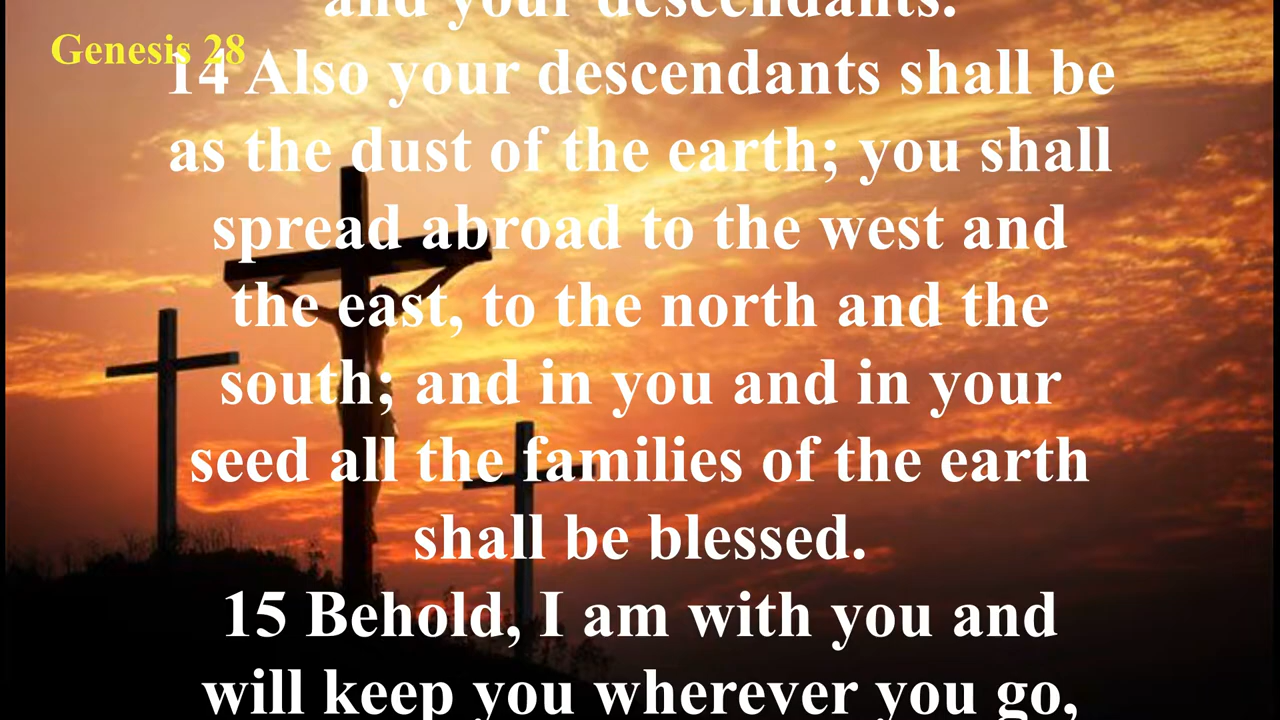 and your descendants.
Genesis 28
14 Also your descendants shall be
as the dust of the earth; you shall
spread abroad to the west and
the east, to the north and the
south; and in you and in your
seed all the families of the earth
shall be blessed.
15 Behold, I am with you and
will keep you wherever you go,